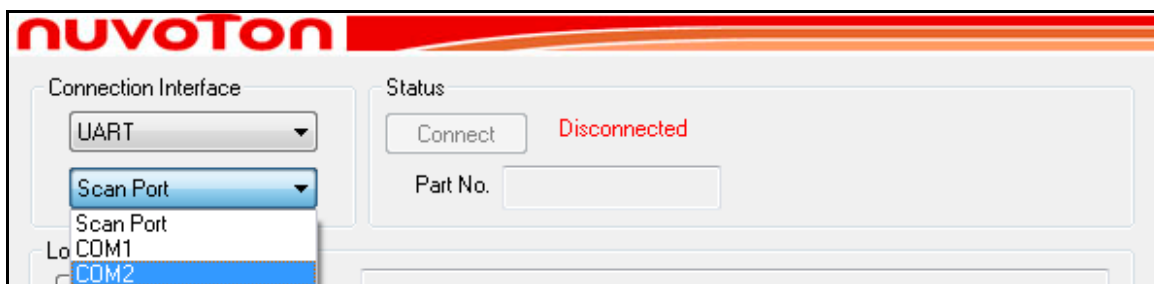 nuvoTon
Connection Interface
UART
Scan Port
Scan Port
COM1
COM2
Status
Connect Disconnected
Part No.
Lo